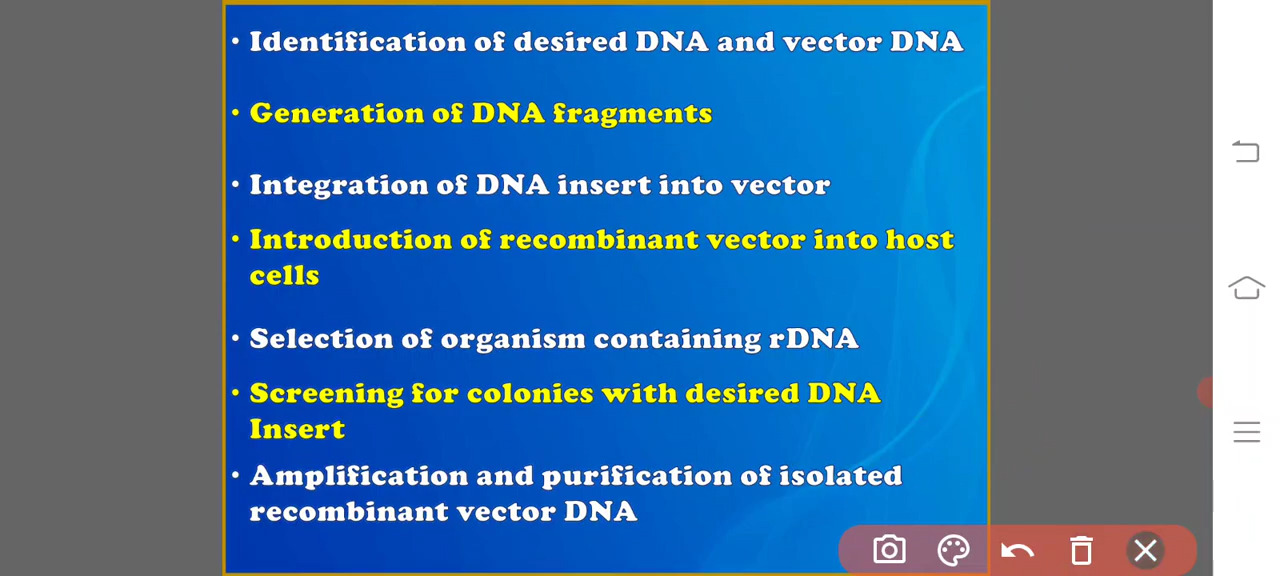 • Identification of desired DNA and vector DNA
• Generation of DNA fragments
• Integration of DNA insert into vector
• Introduction of recombinant vector into host
cells
• Selection of organism containing rDNA
• Screening for colonies with desired DNA
Insert
• Amplification and purification of isolated
recombinant vector DNA